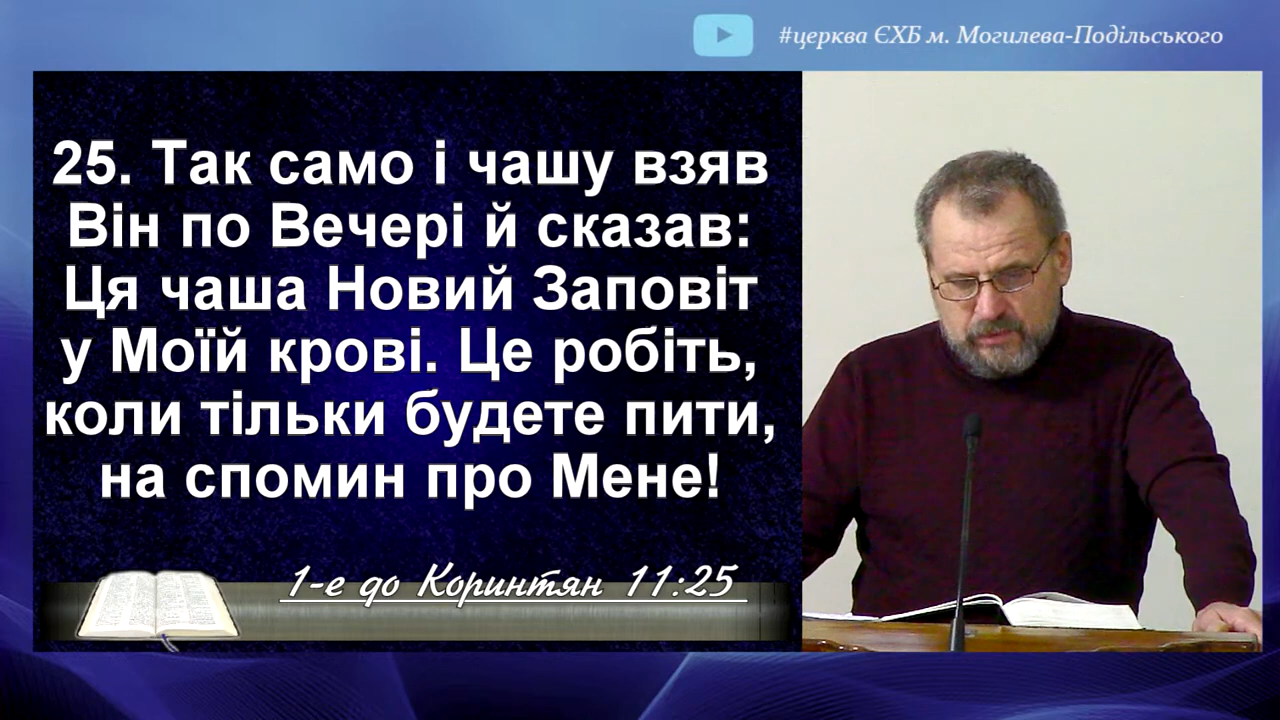 #церква ЄХБ м. Могилева-Подільського
25. Так само і чашу взяв
Він по Вечері й сказав:
Ця чаша Новий Заповіт
у Моїй крові. Це робіть,
коли тільки будете пити,
на спомин про Мене!
1-е до Коринтян 11:25